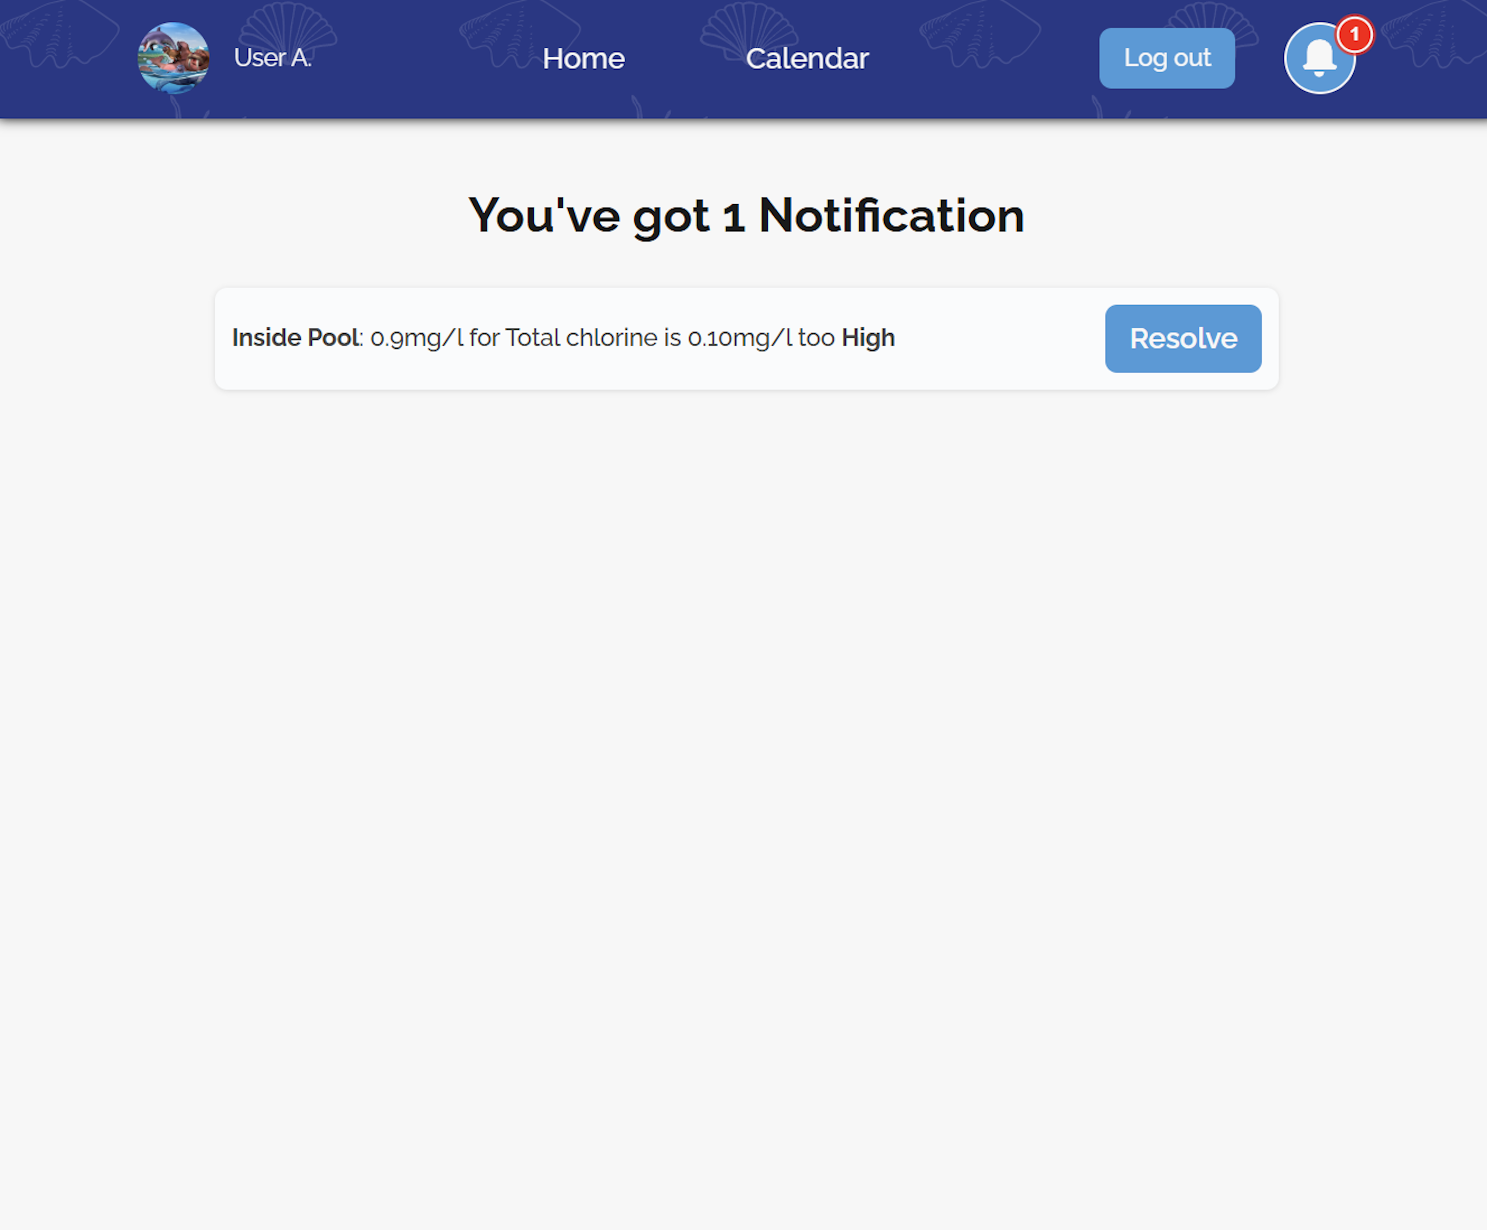 User A.
Home
Calendar
Log out
1
You've got 1 Notification
Inside Pool: 0.9mg/l for Total chlorine is 0.10mg/l too High
Resolve